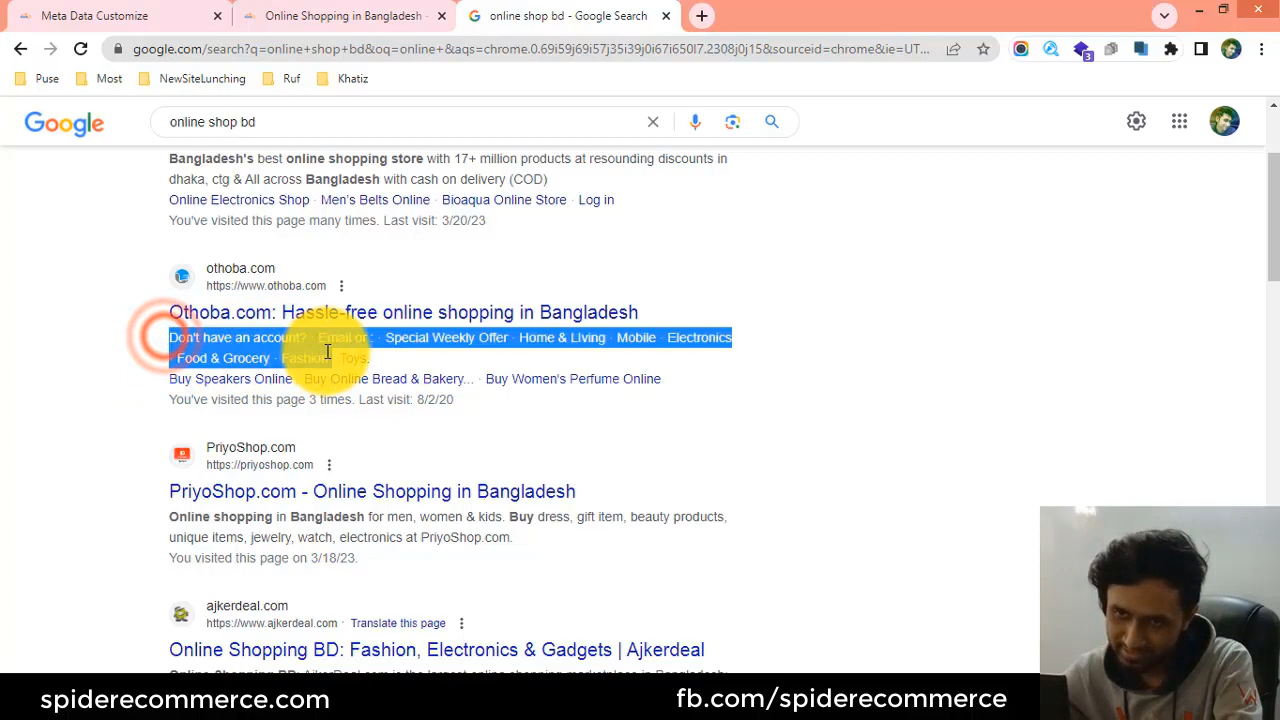 Meta Data Customize
Online Shopping in Bangladesh
online shop bd - Google Search
google.com/search?q=online+shop+bd&oq=online+&aqs=chrome.0.69i59j69i57j35i39j0i67i650l7.2308j0j15&sourceid=chrome&ie=UT...
3
Puse
Most
NewSiteLunching
Ruf
Khatiz
Google
online shop bd
Bangladesh's best online shopping store with 17+ million products at resounding discounts in
dhaka, ctg & All across Bangladesh with cash on delivery (COD)
Online Electronics Shop · Men's Belts Online · Bioaqua Online Store · Log in
You've visited this page many times. Last visit: 3/20/23
othoba.com
https://www.othoba.com
Othoba.com: Hassle-free online shopping in Bangladesh
Don't have an account? · Email or: · Special Weekly Offer · Home & LIving · Mobile · Electronics
· Food & Grocery · Fashion · Toys.
Buy Speakers Online · Buy Online Bread & Bakery... · Buy Women's Perfume Online
You've visited this page 3 times. Last visit: 8/2/20
PriyoShop.com
https://priyoshop.com
PriyoShop.com - Online Shopping in Bangladesh
Online shopping in Bangladesh for men, women & kids. Buy dress, gift item, beauty products,
unique items, jewelry, watch, electronics at PriyoShop.com.
You visited this page on 3/18/23.
ajkerdeal.com
https://www.ajkerdeal.com · Translate this page
Online Shopping BD: Fashion, Electronics & Gadgets | Ajkerdeal
spiderecommerce.com
fb.com/spiderecommerce